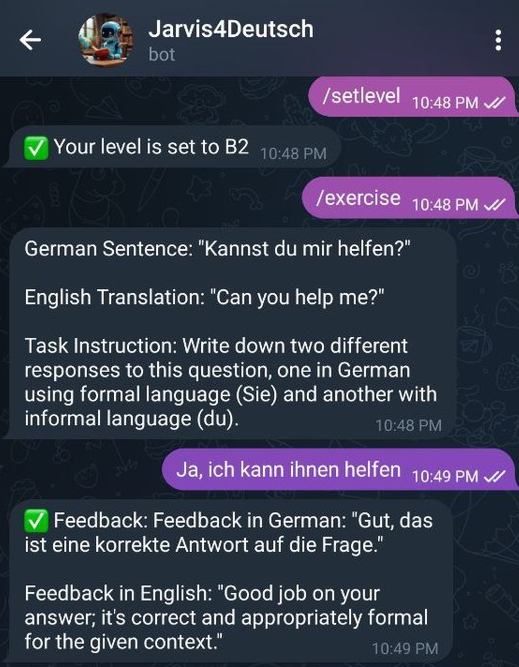 Jarvis4Deutsch
bot
/setlevel 10:48 PM
✅ Your level is set to B2 10:48 PM
/exercise 10:48 PM
German Sentence: "Kannst du mir helfen?"
English Translation: "Can you help me?"
Task Instruction: Write down two different
responses to this question, one in German
using formal language (Sie) and another with
informal language (du). 10:48 PM
Ja, ich kann ihnen helfen 10:49 PM
✅ Feedback: Feedback in German: "Gut, das
ist eine korrekte Antwort auf die Frage."
Feedback in English: "Good job on your
answer; it's correct and appropriately formal
for the given context." 10:49 PM